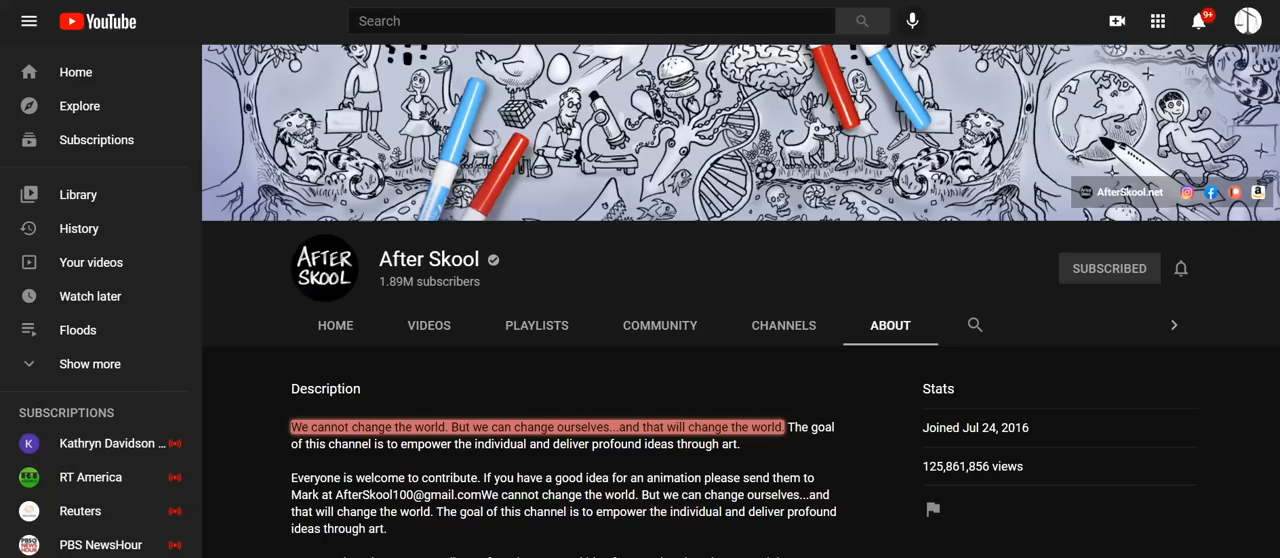 YouTube
Search
9+
Home
Explore
Subscriptions
Library
History
Your videos
Watch later
Floods
Show more
SUBSCRIPTIONS
Kathryn Davidson ...
RT America
Reuters
PBS NewsHour
AfterSkool.net
AFTER
SKOOL
After Skool
1.89M subscribers
SUBSCRIBED
HOME
VIDEOS
PLAYLISTS
COMMUNITY
CHANNELS
ABOUT
Description
We cannot change the world. But we can change ourselves...and that will change the world. The goal
of this channel is to empower the individual and deliver profound ideas through art.
Everyone is welcome to contribute. If you have a good idea for an animation please send them to
Mark at AfterSkool100@gmail.comWe cannot change the world. But we can change ourselves...and
that will change the world. The goal of this channel is to empower the individual and deliver profound
ideas through art.
Stats
Joined Jul 24, 2016
125,861,856 views